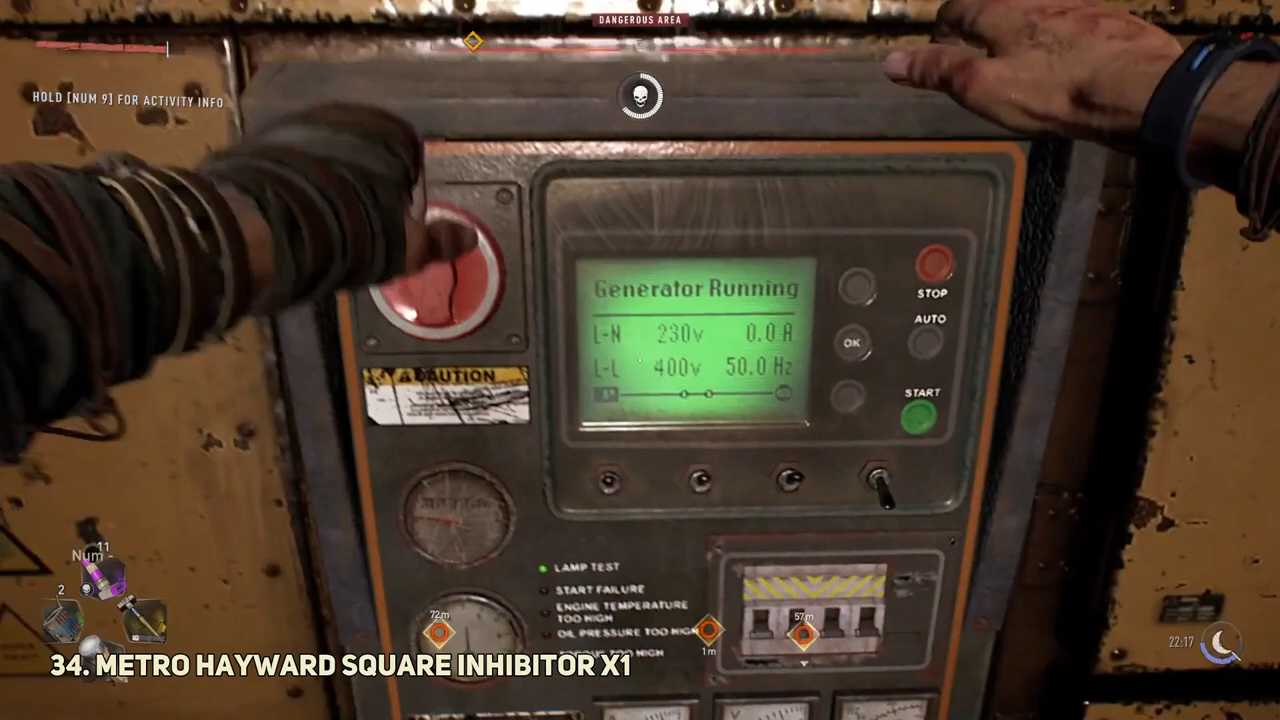 DANGEROUS AREA
HOLD [NUM 9] FOR ACTIVITY INFO
Generator Running
L-N 230v 0.0 A
L-L 400v 50.0 Hz
STOP
AUTO
OK
START
CAUTION
LAMP TEST
START FAILURE
ENGINE TEMPERATURE
TOO HIGH
OIL PRESSURE TOO HIGH
TOO HIGH
11
Num -
2
72m
1m
57m
22:17
34. METRO HAYWARD SQUARE INHIBITOR X1